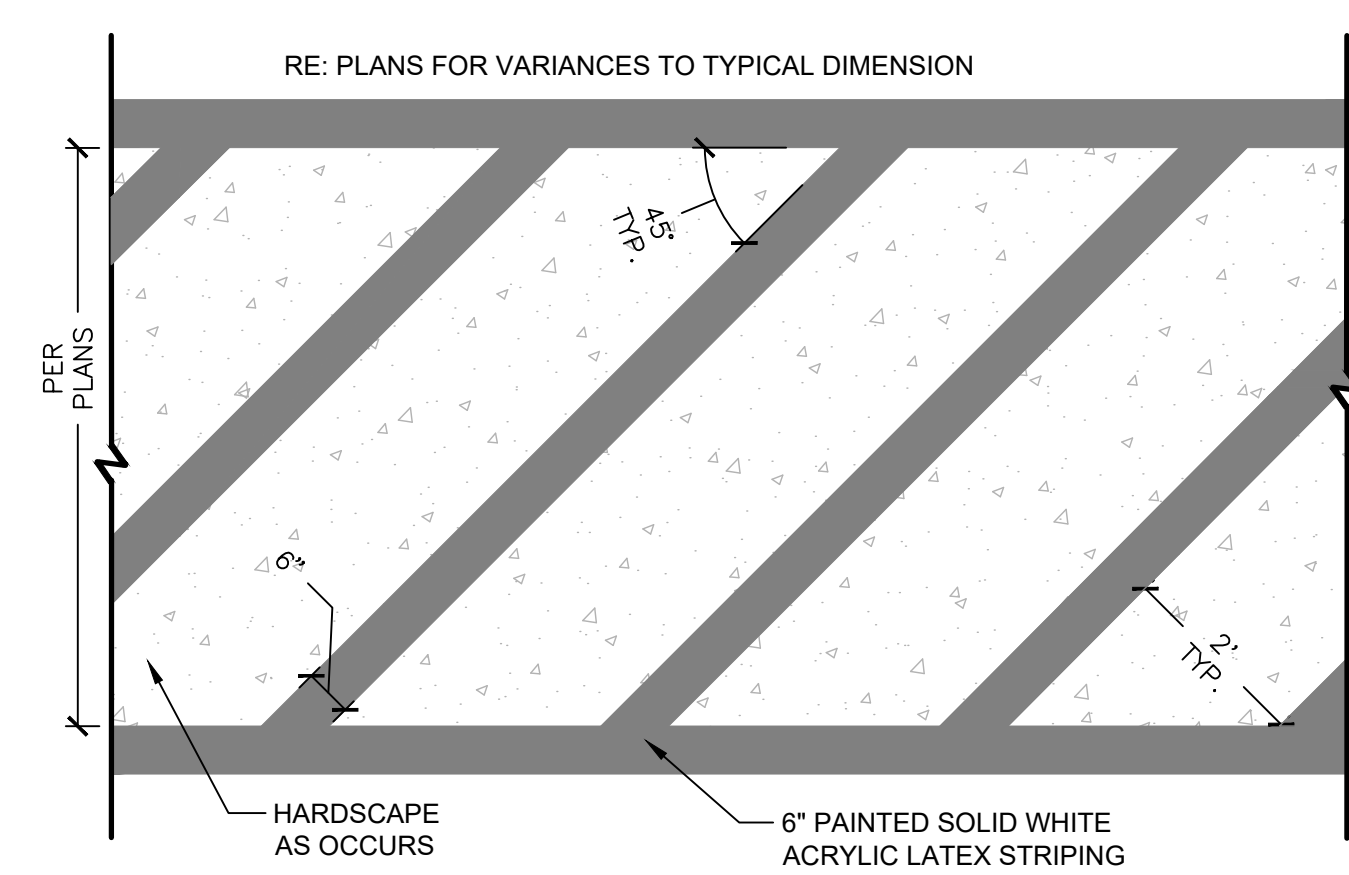 RE: PLANS FOR VARIANCES TO TYPICAL DIMENSION
45°
TYP.
PER
PLANS
6"
2'
TYP.
HARDSCAPE
AS OCCURS
6" PAINTED SOLID WHITE
ACRYLIC LATEX STRIPING